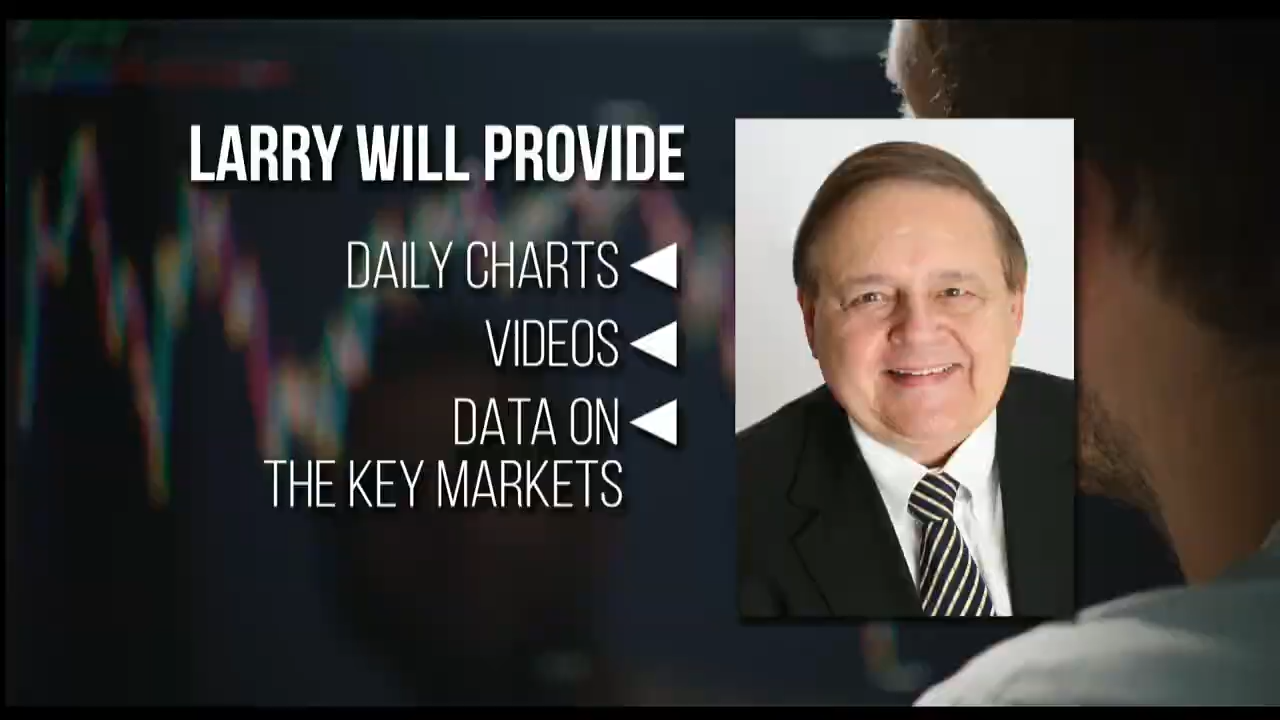 LARRY WILL PROVIDE
DAILY CHARTS
VIDEOS
DATA ON
THE KEY MARKETS